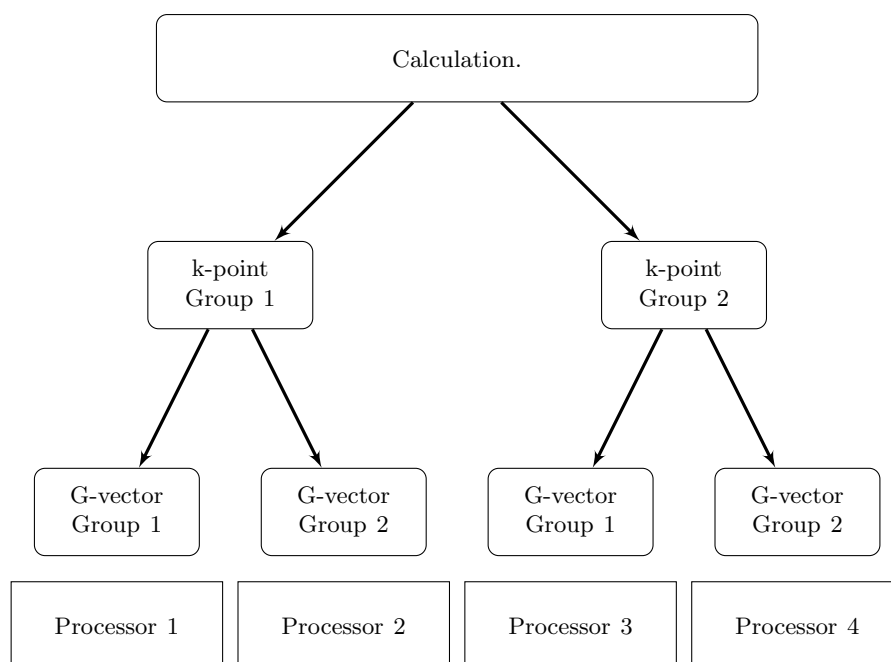 Calculation.
k-point
Group 1
k-point
Group 2
G-vector
Group 1
G-vector
Group 2
G-vector
Group 1
G-vector
Group 2
Processor 1
Processor 2
Processor 3
Processor 4